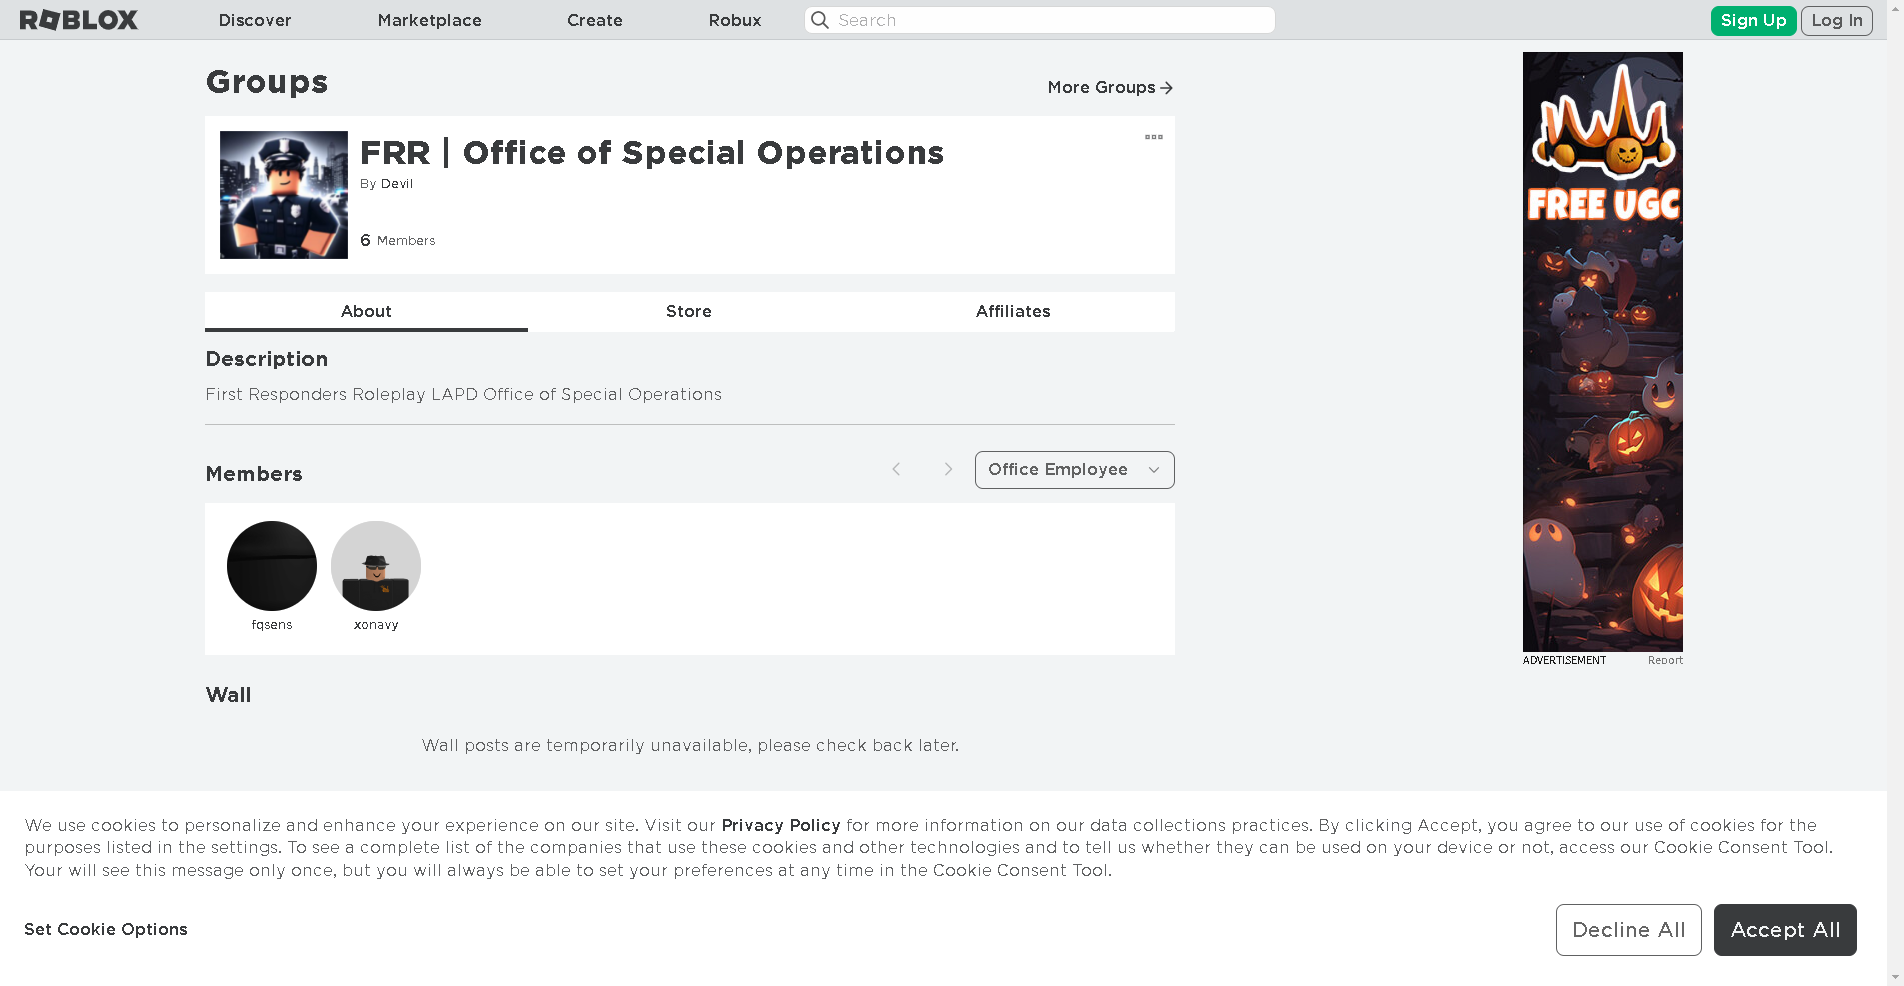 ROBLOX Discover Marketplace Create Robux Search Sign Up Log In
Groups
More Groups
FRR | Office of Special Operations
By Devil
6 Members
About Store Affiliates
Description
First Responders Roleplay LAPD Office of Special Operations
Members
Office Employee
fqsens xonavy
Wall
Wall posts are temporarily unavailable, please check back later.
FREE UGC
ADVERTISEMENT Report
We use cookies to personalize and enhance your experience on our site. Visit our Privacy Policy for more information on our data collections practices. By clicking Accept, you agree to our use of cookies for the
purposes listed in the settings. To see a complete list of the companies that use these cookies and other technologies and to tell us whether they can be used on your device or not, access our Cookie Consent Tool.
Your will see this message only once, but you will always be able to set your preferences at any time in the Cookie Consent Tool.
Set Cookie Options
Decline All Accept All